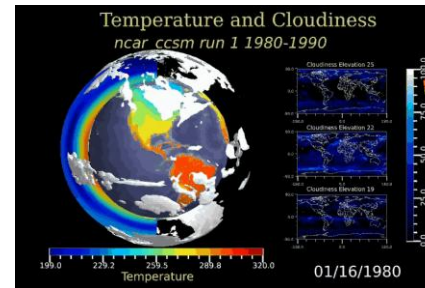 Temperature and Cloudiness
ncar ccsm run 1 1980-1990
Cloudiness Elevation 25
Cloudiness Elevation 22
Cloudiness Elevation 19
199.0 229.2 259.5 289.8 320.0
Temperature
01/16/1980